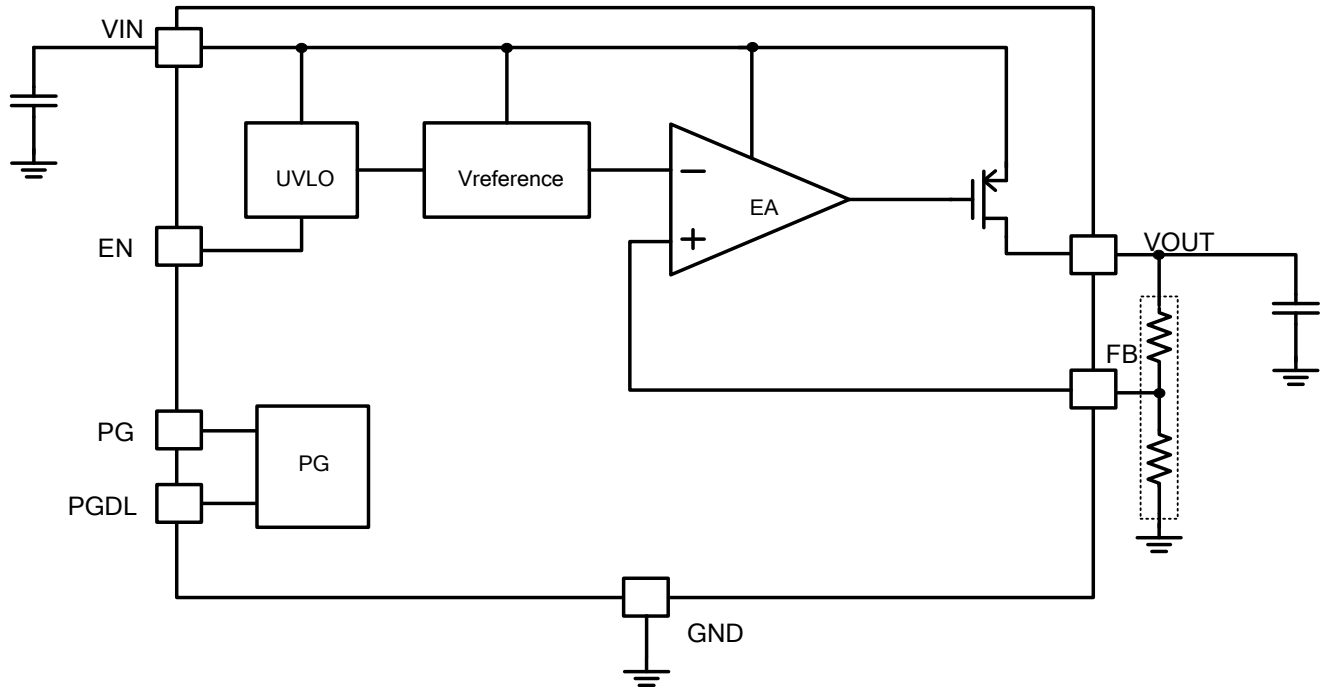 VIN
UVLO
Vreference
EA
EN
VOUT
FB
PG
PG
PGDL
GND